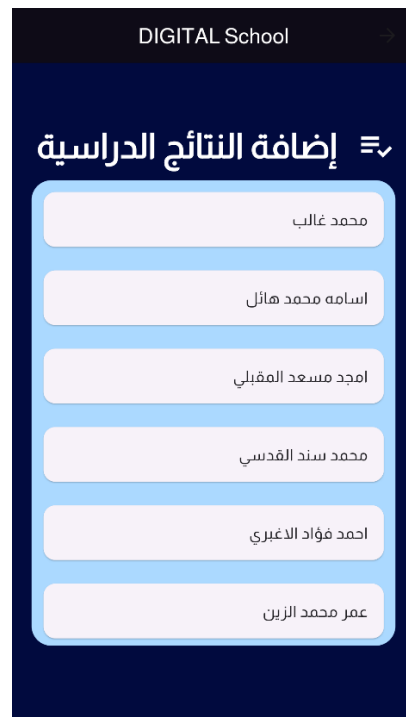 DIGITAL School
إضافة النتائج الدراسية
محمد غالب
اسامه محمد هائل
امجد مسعد المقبلي
محمد سند القدسي
احمد فؤاد الاغبري
عمر محمد الزين